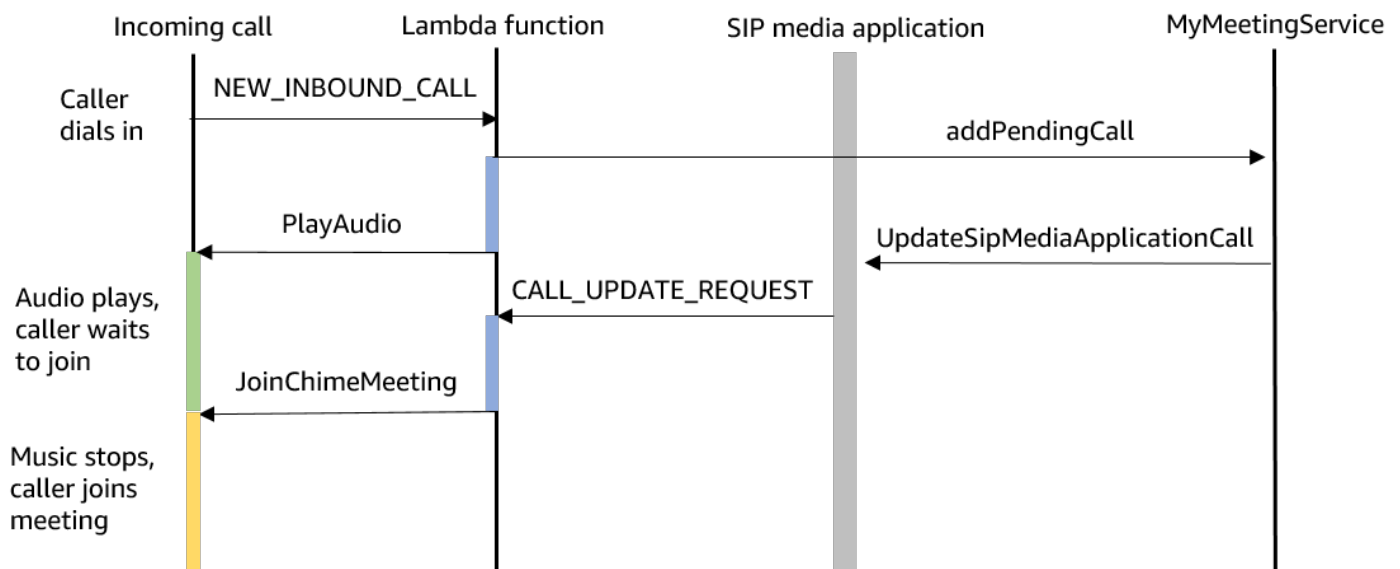 Incoming call
Lambda function
SIP media application
MyMeetingService
NEW_INBOUND_CALL
Caller
dials in
addPendingCall
PlayAudio
UpdateSipMediaApplicationCall
CALL_UPDATE_REQUEST
Audio plays,
caller waits
to join
JoinChimeMeeting
Music stops,
caller joins
meeting